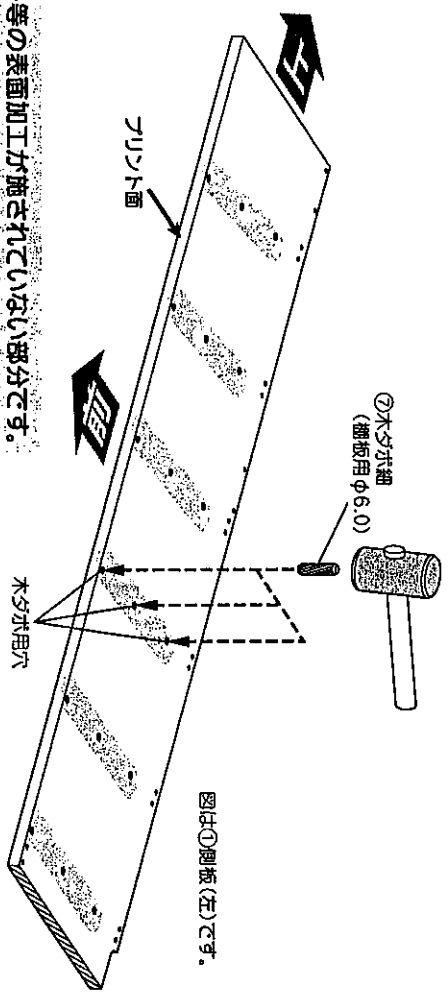 ⑦木ダボ細
(棚板用φ6.0)
図は①側板(左)です。
上
プリント面
前
木ダボ用穴
等の表面加工が施されていない部分です。